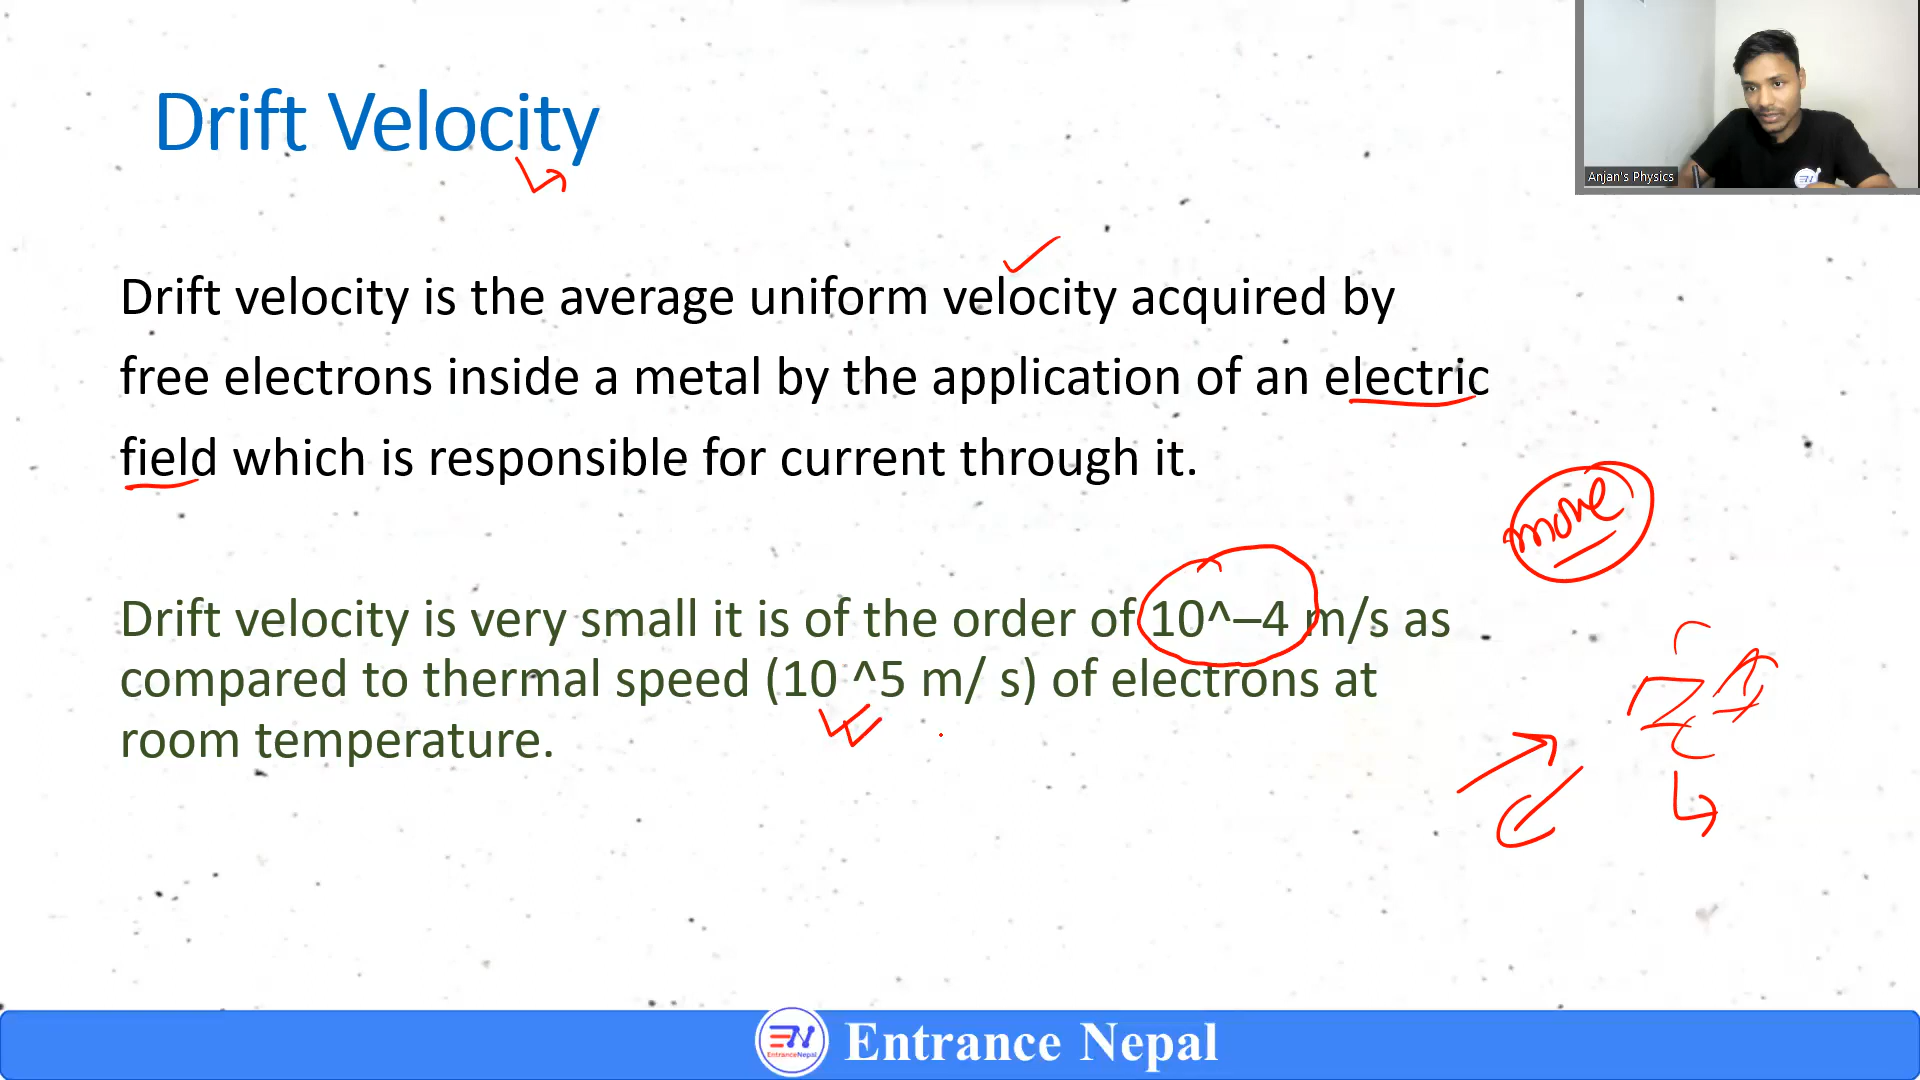 Drift Velocity
Anjan's Physics
Drift velocity is the average uniform velocity acquired by
free electrons inside a metal by the application of an electric
field which is responsible for current through it.
move
Drift velocity is very small it is of the order of 10^–4 m/s as
compared to thermal speed (10 ^5 m/ s) of electrons at
room temperature.
EN
EntranceNepal
Entrance Nepal